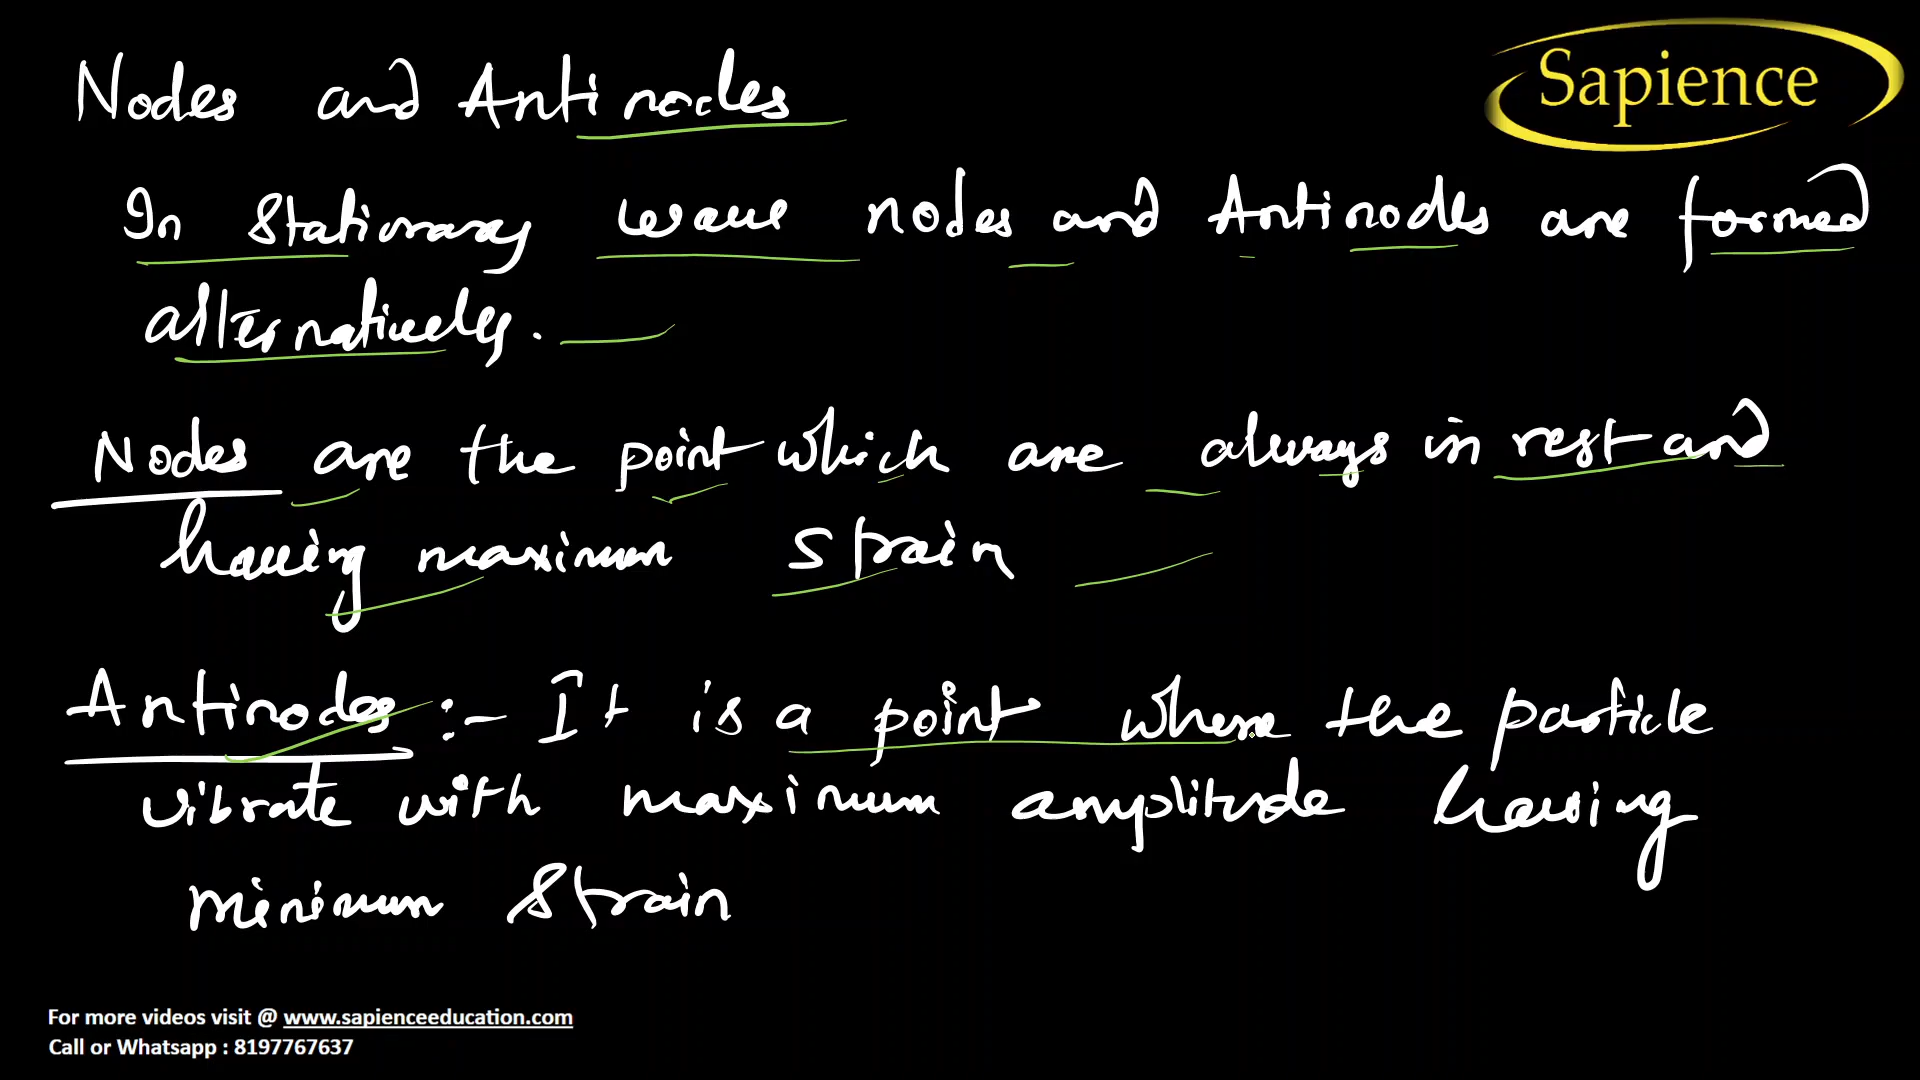 Nodes and Antinodes
Sapience
In Stationary wave nodes and Antinodes are formed
alternatively.
Nodes are the point which are always in rest and
having maximum strain
Antinodes :- It is a point where the particle
vibrate with maximum amplitude having
minimum strain
For more videos visit @ www.sapienceeducation.com
Call or Whatsapp : 8197767637